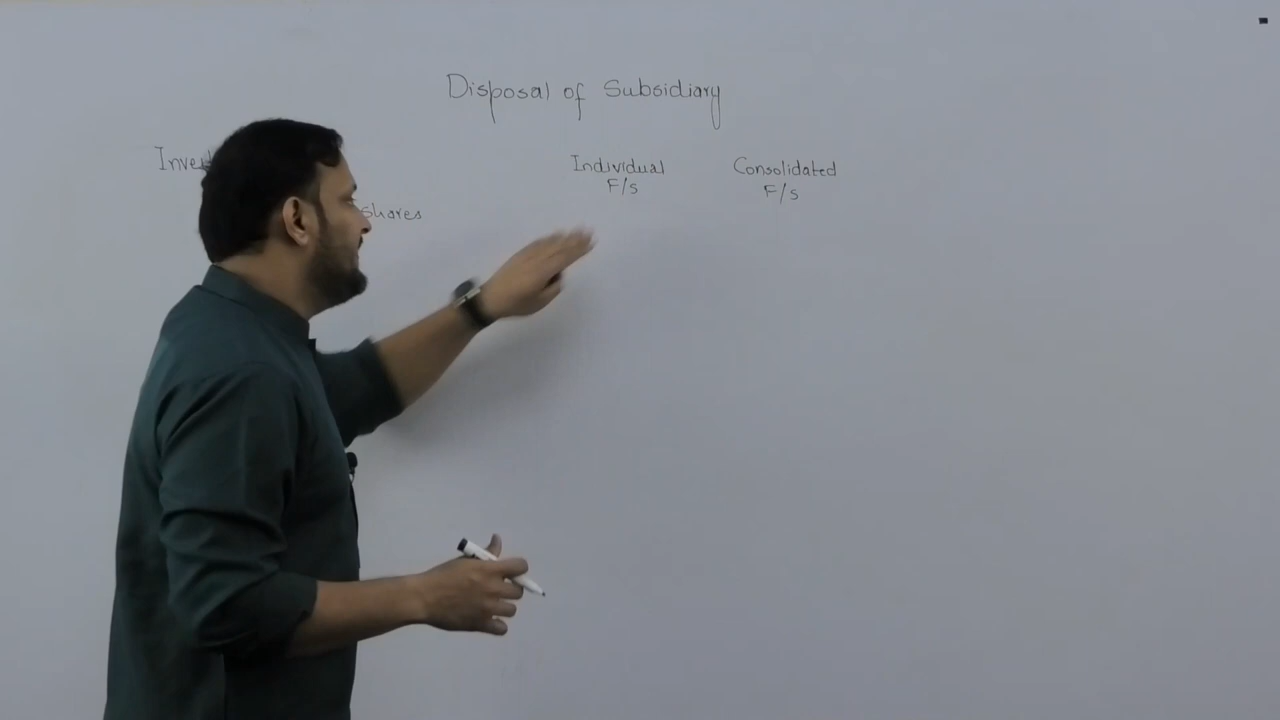 Disposal of Subsidiary
Individual Consolidated
F/S F/S
shares